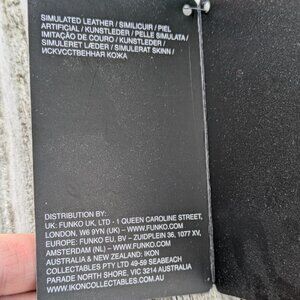 SIMULATED LEATHER / SIMILICUIR / PIEL
ARTIFICIAL / KUNSTLEDER / PELLE SIMULATA /
IMITAÇÃO DE COURO / KUNSTLEDER /
SIMULERET LÆDER / SIMULERAT SKINN /
ИСКУССТВЕННАЯ КОЖА
DISTRIBUTION BY:
UK: FUNKO UK, LTD - 1 QUEEN CAROLINE STREET,
LONDON, W6 9YN (UK) – WWW.FUNKO.COM
EUROPE: FUNKO EU, BV – ZUIDPLEIN 36, 1077 XV,
AMSTERDAM (NL) – WWW.FUNKO.COM
AUSTRALIA & NEW ZEALAND: IKON
COLLECTABLES PTY LTD 49-59 SEABEACH
PARADE NORTH SHORE, VIC 3214 AUSTRALIA
WWW.IKONCOLLECTABLES.COM.AU